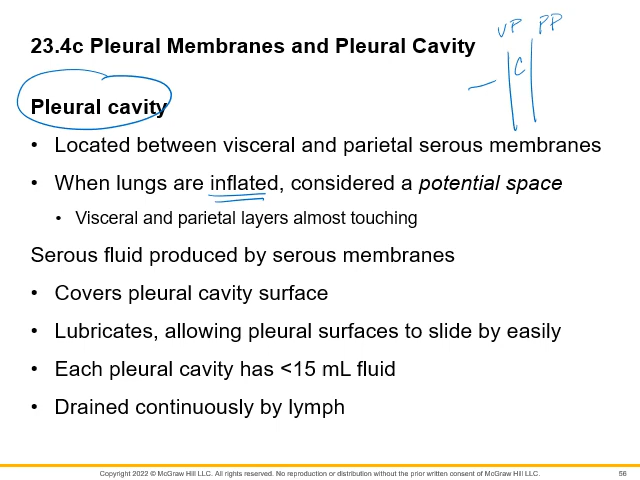 23.4c Pleural Membranes and Pleural Cavity
VP PP
C
Pleural cavity
• Located between visceral and parietal serous membranes
• When lungs are inflated, considered a potential space
• Visceral and parietal layers almost touching
Serous fluid produced by serous membranes
• Covers pleural cavity surface
• Lubricates, allowing pleural surfaces to slide by easily
• Each pleural cavity has <15 mL fluid
• Drained continuously by lymph
Copyright 2022 © McGraw Hill LLC. All rights reserved. No reproduction or distribution without the prior written consent of McGraw Hill LLC. 56